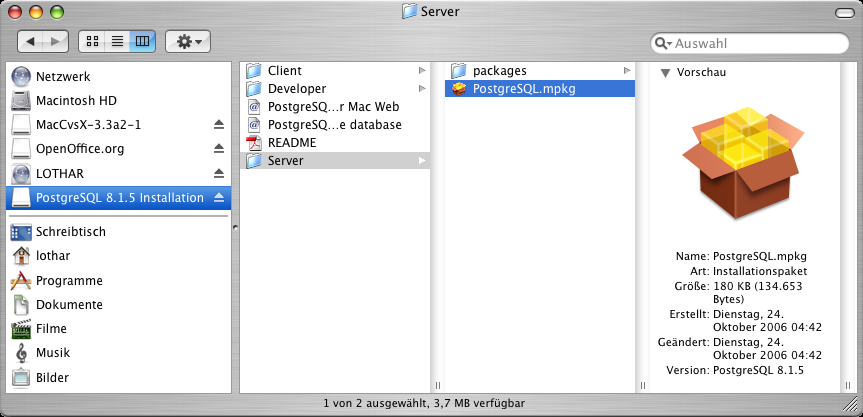 Server
Auswahl
Netzwerk
Macintosh HD
MacCvsX-3.3a2-1
OpenOffice.org
LOTHAR
PostgreSQL 8.1.5 Installation
Schreibtisch
lothar
Programme
Dokumente
Filme
Musik
Bilder
Client
Developer
PostgreSQ...r Mac Web
PostgreSQ...e database
README
Server
packages
PostgreSQL.mpkg
Vorschau
Name: PostgreSQL.mpkg
Art: Installationspaket
Größe: 180 KB (134.653
Bytes)
Erstellt: Dienstag, 24.
Oktober 2006 04:42
Geändert: Dienstag, 24.
Oktober 2006 04:42
Version: PostgreSQL 8.1.5
1 von 2 ausgewählt, 3,7 MB verfügbar